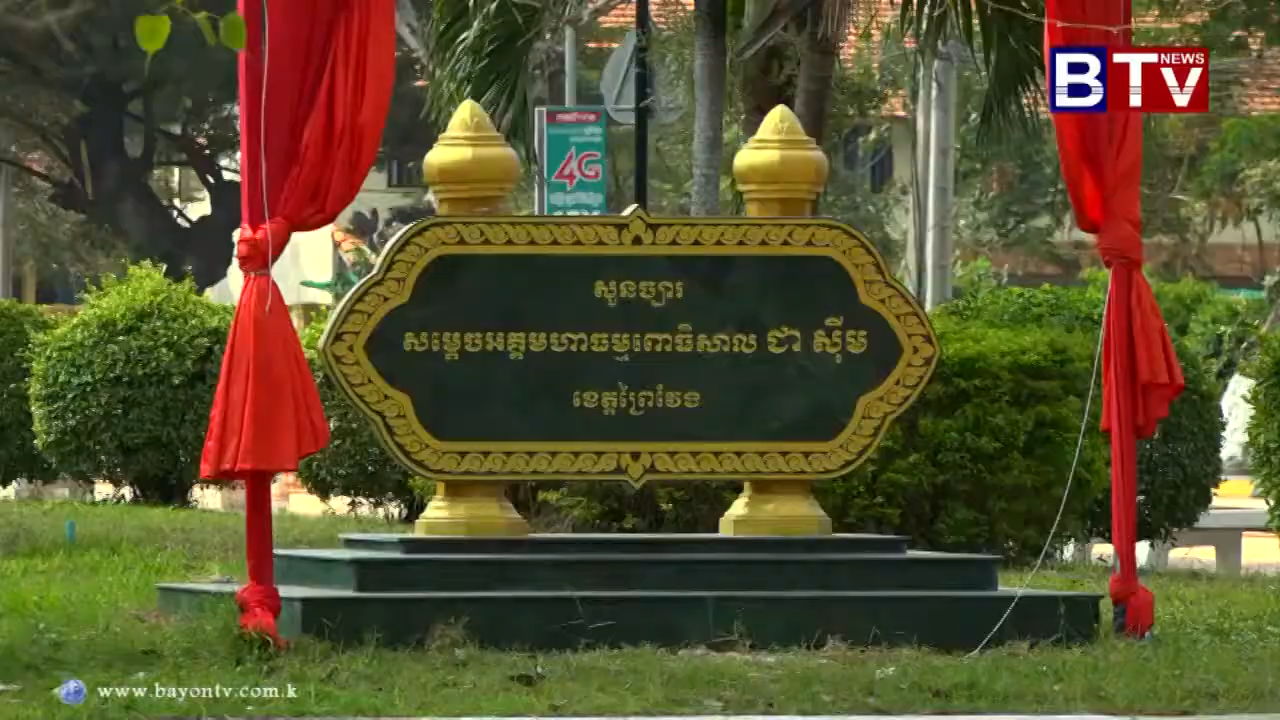 BTV NEWS
4G
សួនច្បារ
សម្តេចអគ្គមហាធម្មពោធិសាល ជា ស៊ីម
ខេត្តព្រៃវែង
www.bayontv.com.k